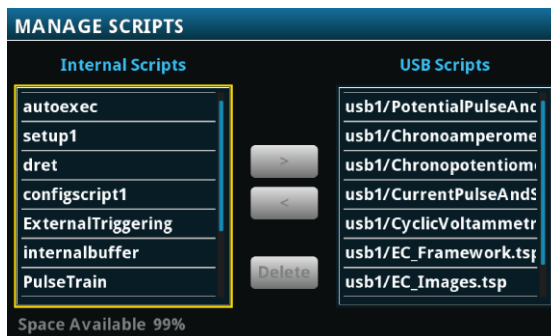 MANAGE SCRIPTS
Internal Scripts
autoexec
setup1
dret
configscript1
ExternalTriggering
internalbuffer
PulseTrain
>
<
Delete
USB Scripts
usb1/PotentialPulseAnc
usb1/Chronoamperome
usb1/Chronopotentiom
usb1/CurrentPulseAndS
usb1/CyclicVoltammetr
usb1/EC_Framework.tsp
usb1/EC_Images.tsp
Space Available 99%